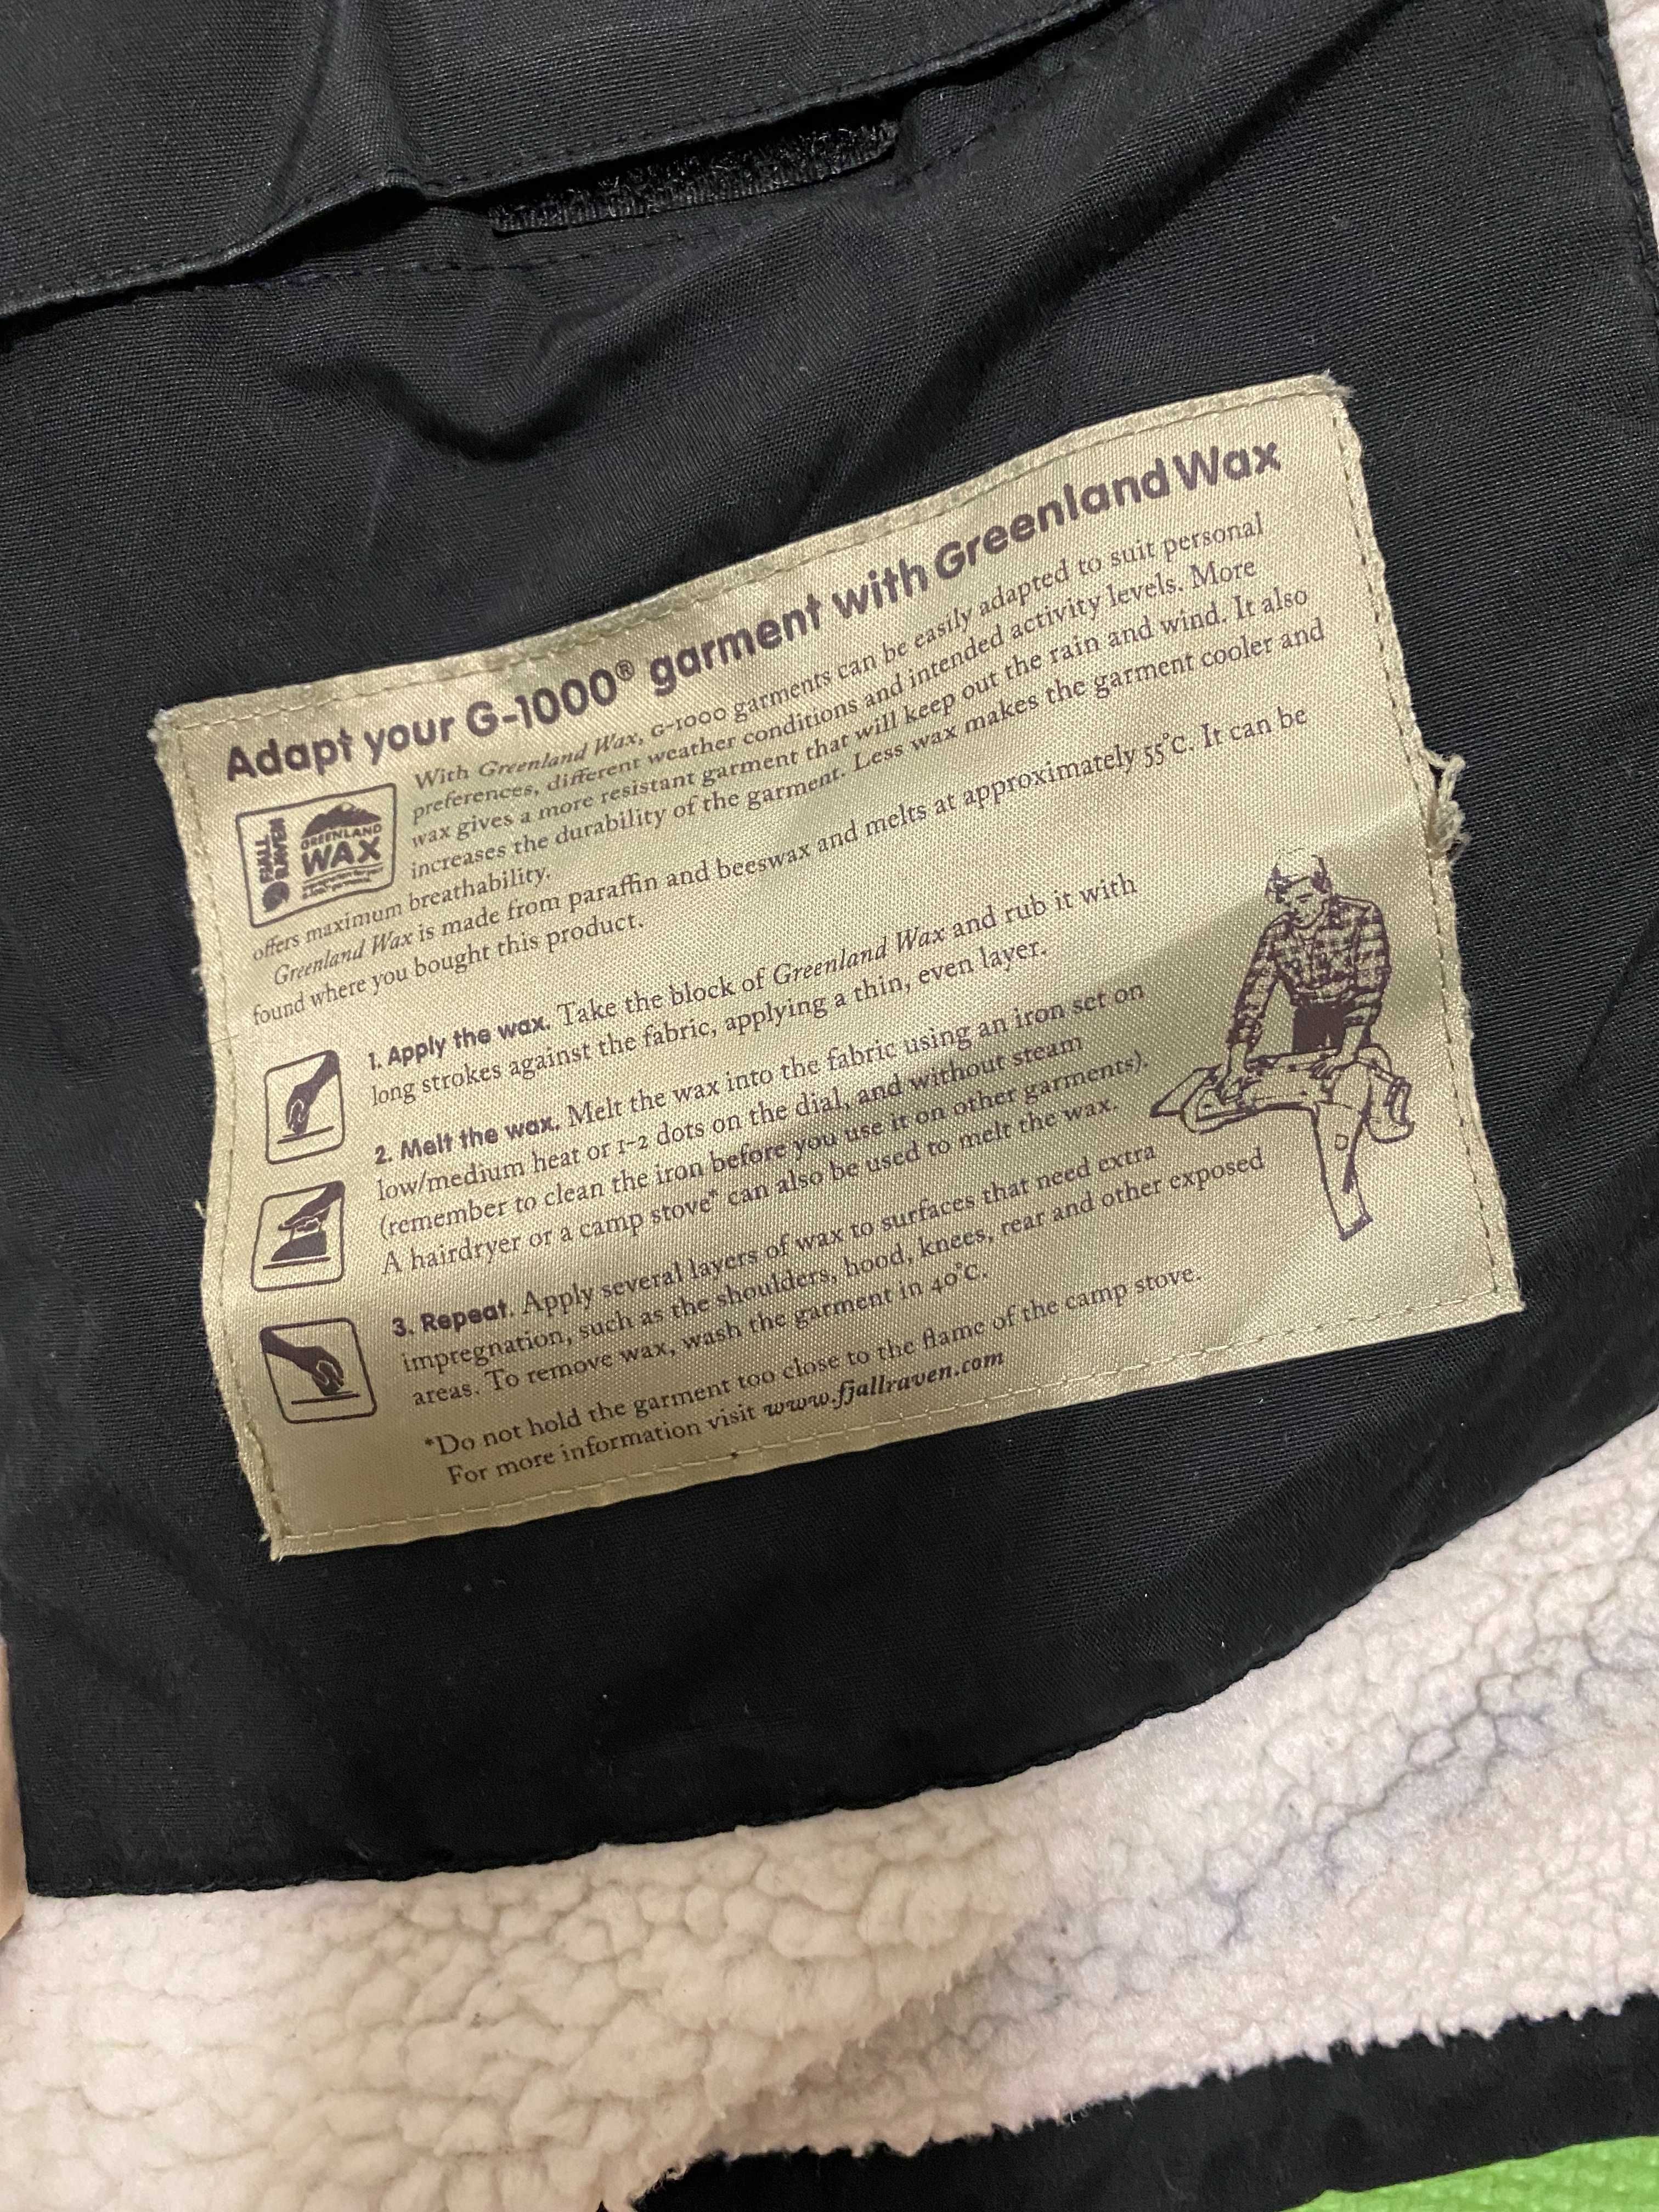 Adapt your G-1000® garment with Greenland Wax
FJALL
RAVEN
GREENLAND
WAX
With Greenland Wax, G-1000 garments can be easily adapted to suit personal
preferences, different weather conditions and intended activity levels. More
wax gives a more resistant garment that will keep out the rain and wind. It also
increases the durability of the garment. Less wax makes the garment cooler and
offers maximum breathability.
Greenland Wax is made from paraffin and beeswax and melts at approximately 55°C. It can be
found where you bought this product.
1. Apply the wax. Take the block of Greenland Wax and rub it with
long strokes against the fabric, applying a thin, even layer.
2. Melt the wax. Melt the wax into the fabric using an iron set on
low/medium heat or 1-2 dots on the dial, and without steam
(remember to clean the iron before you use it on other garments).
A hairdryer or a camp stove* can also be used to melt the wax.
3. Repeat. Apply several layers of wax to surfaces that need extra
impregnation, such as the shoulders, hood, knees, rear and other exposed
areas. To remove wax, wash the garment in 40°C.
*Do not hold the garment too close to the flame of the camp stove.
For more information visit www.fjallraven.com